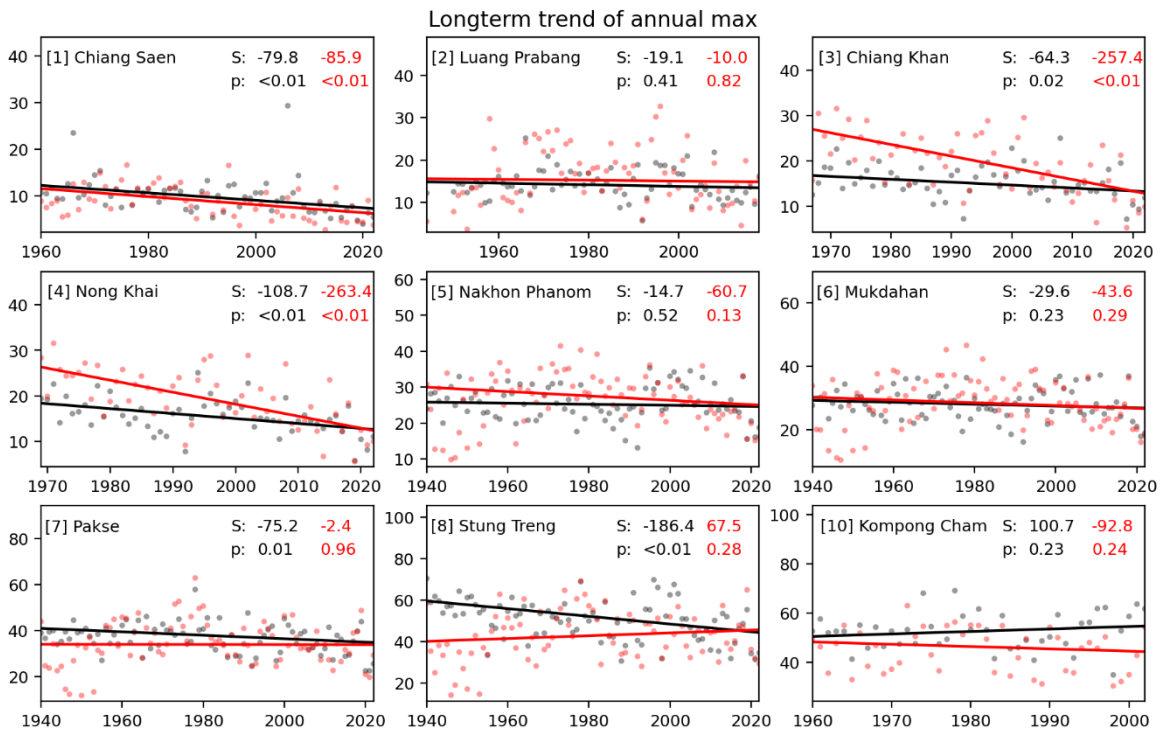 Longterm trend of annual max
[1] Chiang Saen S: -79.8 -85.9
p: <0.01 <0.01
40
30
20
10
1960 1980 2000 2020
[2] Luang Prabang S: -19.1 -10.0
p: 0.41 0.82
40
20
1960 1980 2000
[3] Chiang Khan S: -64.3 -257.4
p: 0.02 <0.01
40
30
20
10
1970 1980 1990 2000 2010 2020
[4] Nong Khai S: -108.7 -263.4
p: <0.01 <0.01
40
30
20
10
1970 1980 1990 2000 2010 2020
[5] Nakhon Phanom S: -14.7 -60.7
p: 0.52 0.13
60
50
40
30
20
10
1940 1960 1980 2000 2020
[6] Mukdahan S: -29.6 -43.6
p: 0.23 0.29
60
40
20
1940 1960 1980 2000 2020
[7] Pakse S: -75.2 -2.4
p: 0.01 0.96
80
60
40
20
1940 1960 1980 2000 2020
[8] Stung Treng S: -186.4 67.5
p: <0.01 0.28
100
80
60
40
20
1940 1960 1980 2000 2020
[10] Kompong Cham S: 100.7 -92.8
p: 0.23 0.24
100
80
60
40
1960 1970 1980 1990 2000